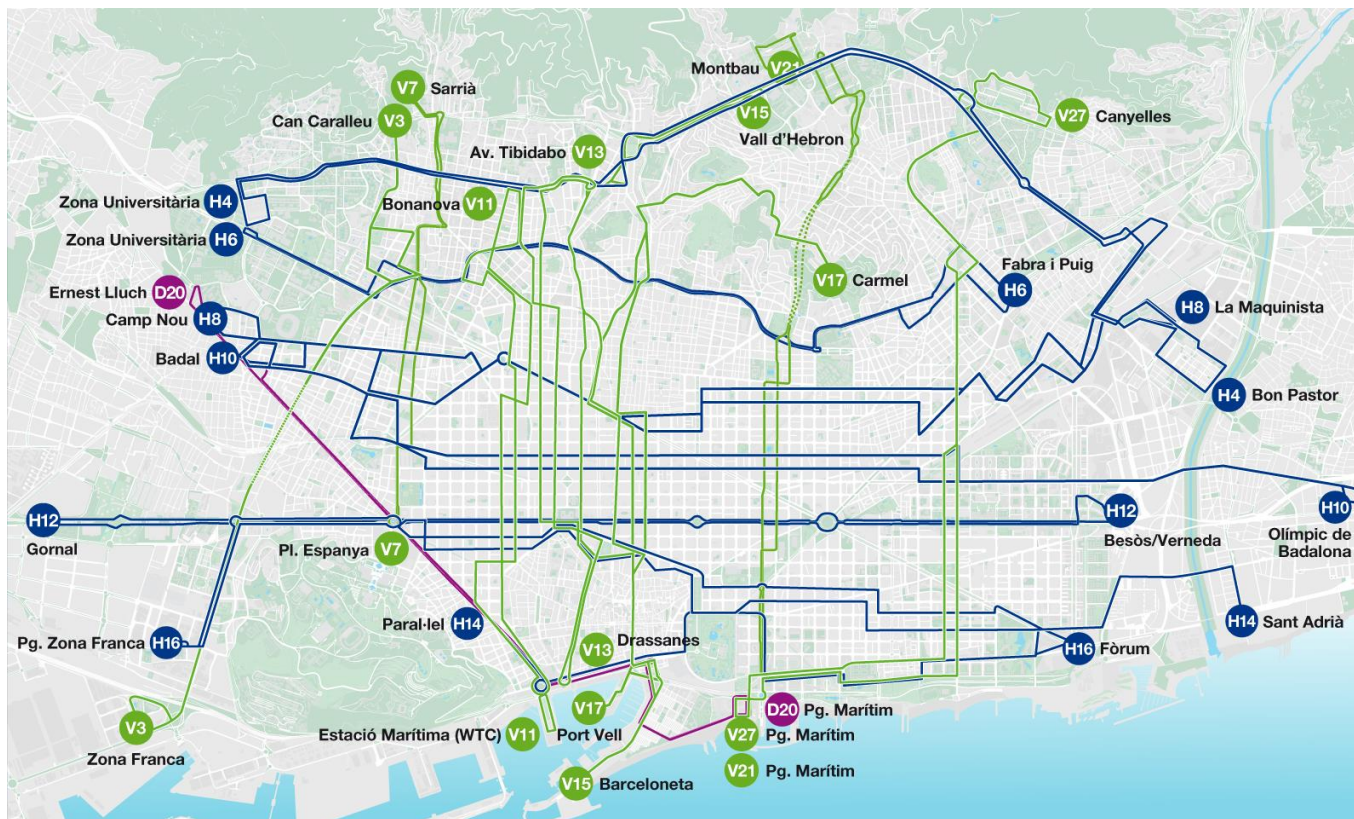 Montbau V21
V7 Sarrià
Can Caralleu V3
V15
Vall d'Hebron
V27 Canyelles
Av. Tibidabo V13
Zona Universitària H4
Bonanova V11
Zona Universitària H6
Fabra i Puig
H6
V17 Carmel
Ernest Lluch D20
Camp Nou H8
H8 La Maquinista
Badal H10
H4 Bon Pastor
H12
Gornal
H12
Besòs/Verneda
H10
Olímpic de
Badalona
Pl. Espanya V7
Paral·lel H14
H14 Sant Adrià
Pg. Zona Franca H16
Drassanes
V13
H16 Fòrum
V3
Zona Franca
Estació Marítima (WTC) V11
V17
Port Vell
D20 Pg. Marítim
V27 Pg. Marítim
V21 Pg. Marítim
V15 Barceloneta